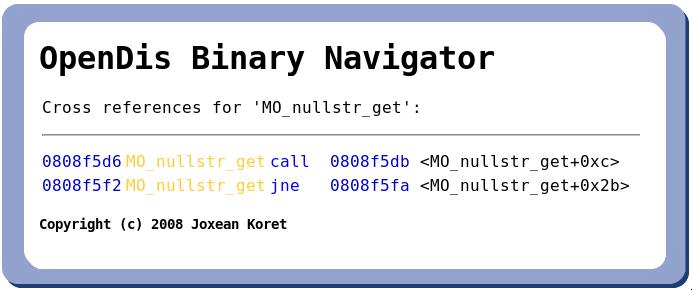 OpenDis Binary Navigator
Cross references for 'MO_nullstr_get':
0808f5d6 MO_nullstr_get call 0808f5db <MO_nullstr_get+0xc>
0808f5f2 MO_nullstr_get jne 0808f5fa <MO_nullstr_get+0x2b>
Copyright (c) 2008 Joxean Koret